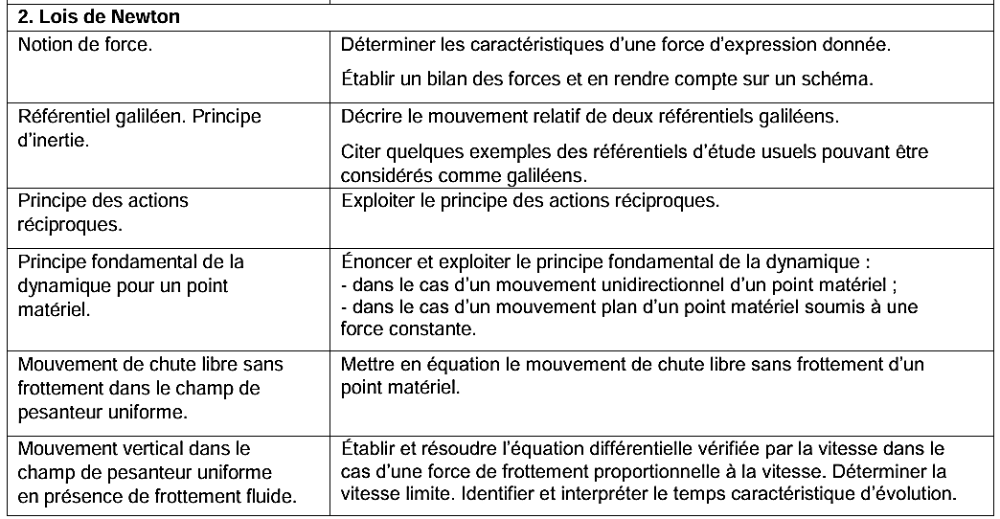 2. Lois de Newton
Notion de force.
Déterminer les caractéristiques d'une force d'expression donnée.
Établir un bilan des forces et en rendre compte sur un schéma.
Référentiel galiléen. Principe
d'inertie.
Décrire le mouvement relatif de deux référentiels galiléens.
Citer quelques exemples des référentiels d'étude usuels pouvant être
considérés comme galiléens.
Principe des actions
réciproques.
Exploiter le principe des actions réciproques.
Principe fondamental de la
dynamique pour un point
matériel.
Énoncer et exploiter le principe fondamental de la dynamique :
- dans le cas d'un mouvement unidirectionnel d'un point matériel ;
- dans le cas d'un mouvement plan d'un point matériel soumis à une
force constante.
Mouvement de chute libre sans
frottement dans le champ de
pesanteur uniforme.
Mettre en équation le mouvement de chute libre sans frottement d'un
point matériel.
Mouvement vertical dans le
champ de pesanteur uniforme
en présence de frottement fluide.
Établir et résoudre l'équation différentielle vérifiée par la vitesse dans le
cas d'une force de frottement proportionnelle à la vitesse. Déterminer la
vitesse limite. Identifier et interpréter le temps caractéristique d'évolution.